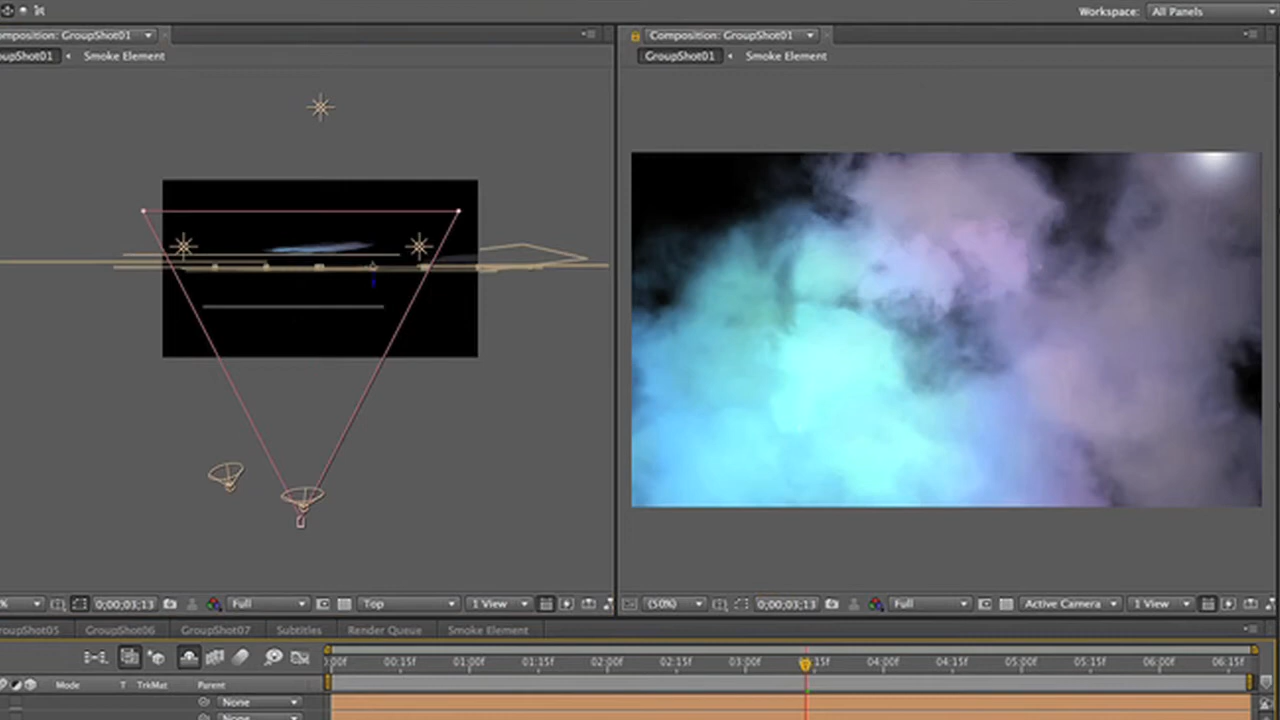 Workspace: All Panels
Composition: GroupShot01
Composition: GroupShot01
GroupShot01 Smoke Element
GroupShot01 Smoke Element
% 0;00;03;13 Full Top 1 View
(50%) 0;00;03;13 Full Active Camera 1 View
GroupShot05 GroupShot06 GroupShot07 Subtitles Render Queue Smoke Element
:00f 00:15f 01:00f 01:15f 02:00f 02:15f 03:00f 15f 04:00f 04:15f 05:00f 05:15f 06:00f 06:15f
Mode T TrkMat Parent
None
None